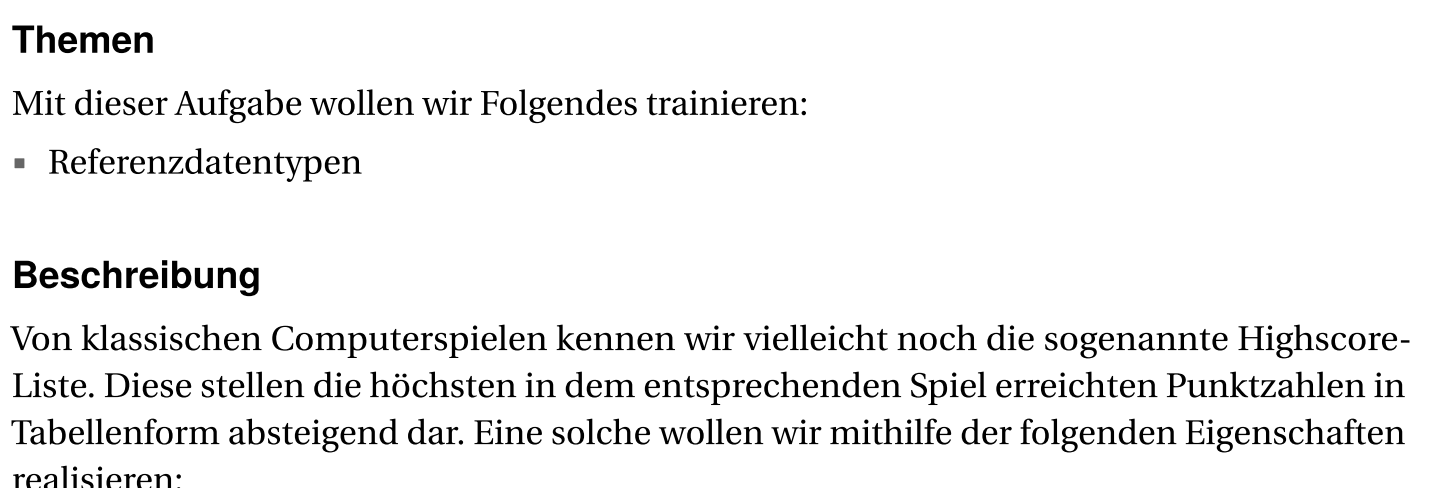 Themen
Mit dieser Aufgabe wollen wir Folgendes trainieren:
▪ Referenzdatentypen
Beschreibung
Von klassischen Computerspielen kennen wir vielleicht noch die sogenannte Highscore-
Liste. Diese stellen die höchsten in dem entsprechenden Spiel erreichten Punktzahlen in
Tabellenform absteigend dar. Eine solche wollen wir mithilfe der folgenden Eigenschaften
realisieren: